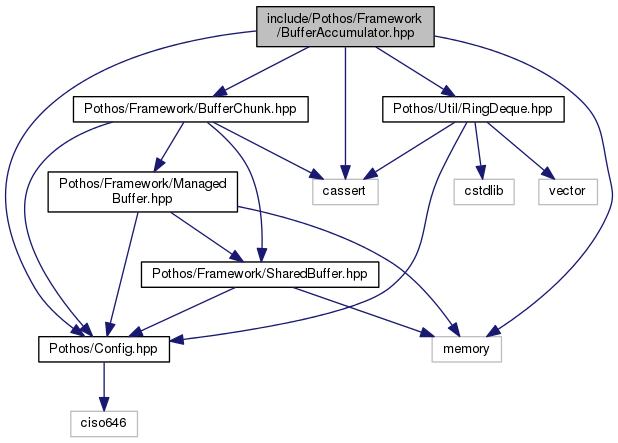 include/Pothos/Framework
/BufferAccumulator.hpp
Pothos/Framework/BufferChunk.hpp
Pothos/Util/RingDeque.hpp
Pothos/Framework/Managed
Buffer.hpp
cassert
cstdlib
vector
Pothos/Framework/SharedBuffer.hpp
Pothos/Config.hpp
memory
ciso646